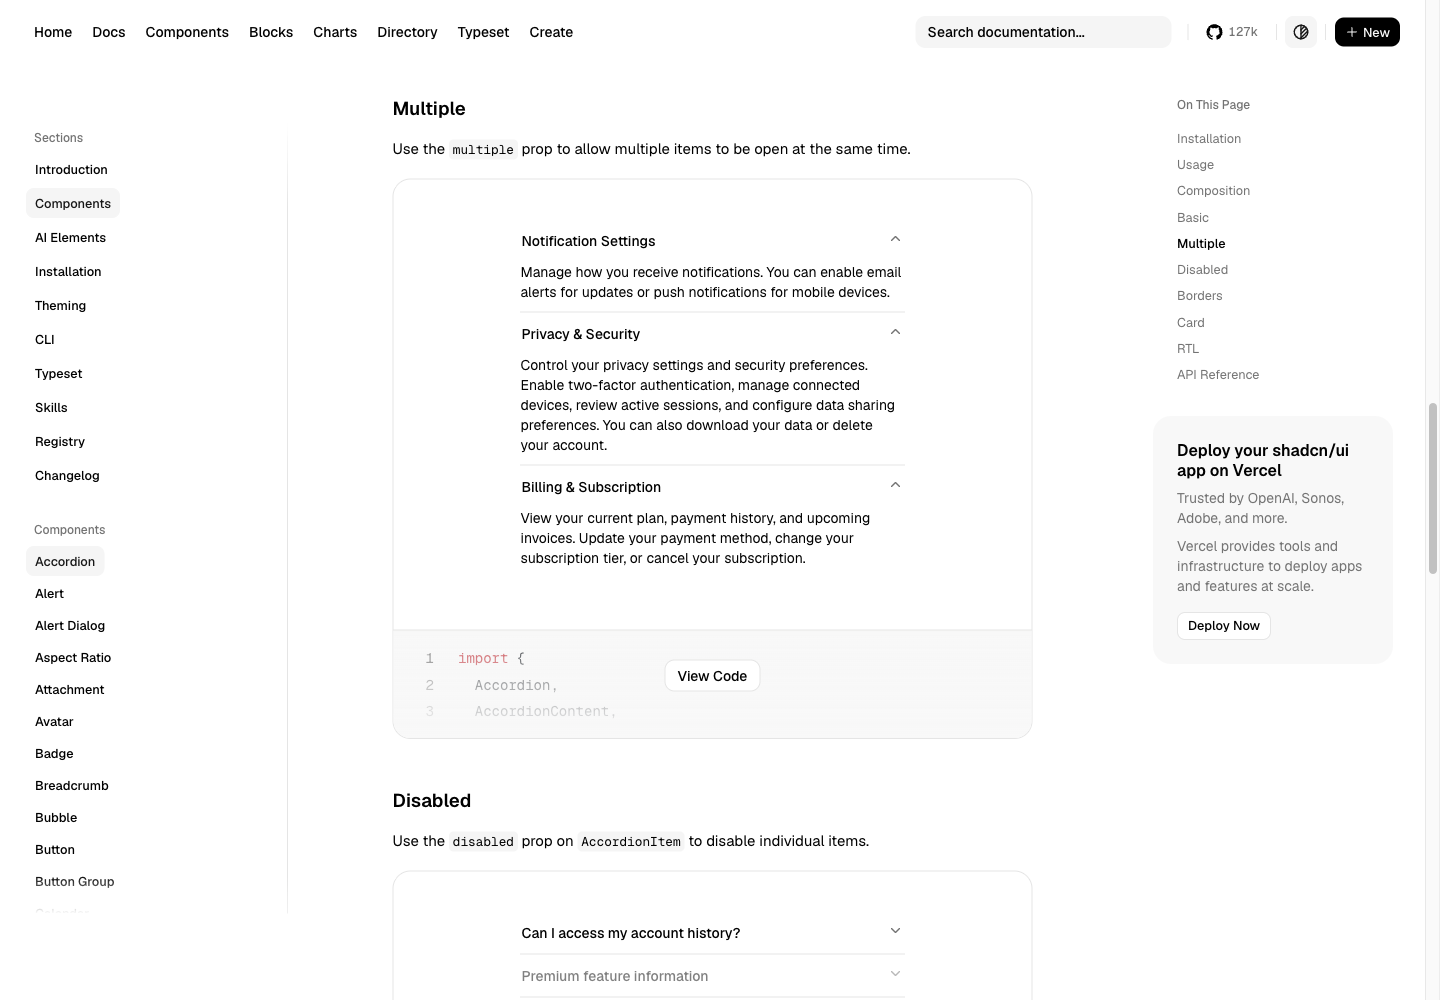 Home Docs Components Blocks Charts Directory Typeset Create Search documentation... 127k New
Sections
Introduction
Components
AI Elements
Installation
Theming
CLI
Typeset
Skills
Registry
Changelog
Components
Accordion
Alert
Alert Dialog
Aspect Ratio
Attachment
Avatar
Badge
Breadcrumb
Bubble
Button
Button Group
Multiple
Use the multiple prop to allow multiple items to be open at the same time.
Notification Settings
Manage how you receive notifications. You can enable email
alerts for updates or push notifications for mobile devices.
Privacy & Security
Control your privacy settings and security preferences.
Enable two-factor authentication, manage connected
devices, review active sessions, and configure data sharing
preferences. You can also download your data or delete
your account.
Billing & Subscription
View your current plan, payment history, and upcoming
invoices. Update your payment method, change your
subscription tier, or cancel your subscription.
1 import {
2 Accordion,
3 AccordionContent,
View Code
Disabled
Use the disabled prop on AccordionItem to disable individual items.
Can I access my account history?
Premium feature information
On This Page
Installation
Usage
Composition
Basic
Multiple
Disabled
Borders
Card
RTL
API Reference
Deploy your shadcn/ui
app on Vercel
Trusted by OpenAI, Sonos,
Adobe, and more.
Vercel provides tools and
infrastructure to deploy apps
and features at scale.
Deploy Now